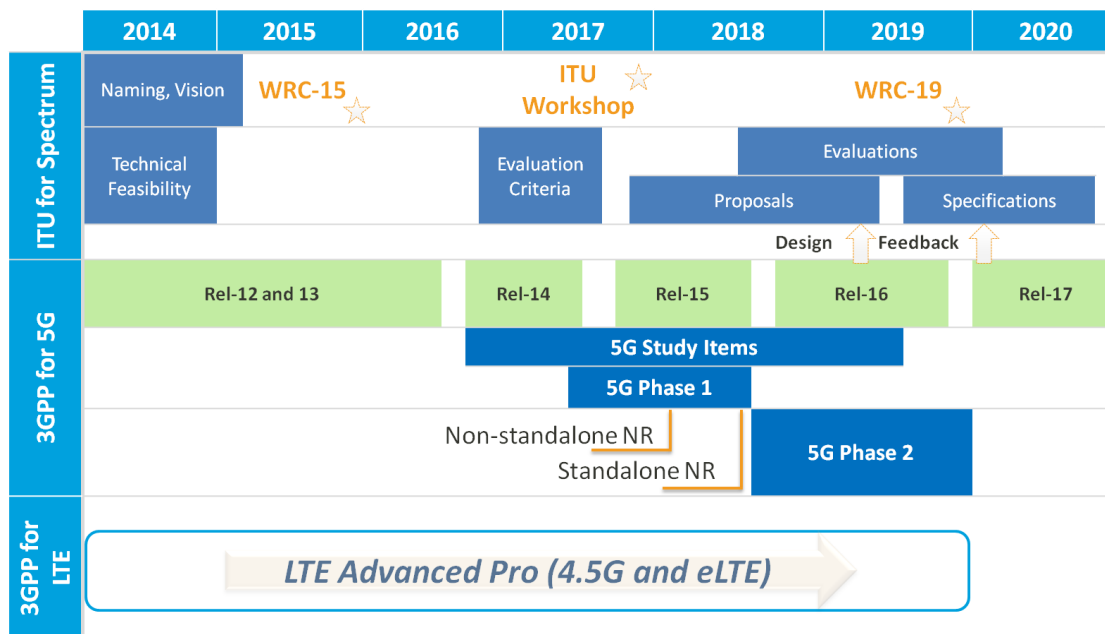 2014 2015 2016 2017 2018 2019 2020
ITU for Spectrum
Naming, Vision
WRC-15
ITU
Workshop
WRC-19
Technical
Feasibility
Evaluation
Criteria
Evaluations
Proposals
Specifications
Design
Feedback
3GPP for 5G
Rel-12 and 13
Rel-14
Rel-15
Rel-16
Rel-17
5G Study Items
5G Phase 1
Non-standalone NR
Standalone NR
5G Phase 2
3GPP for
LTE
LTE Advanced Pro (4.5G and eLTE)